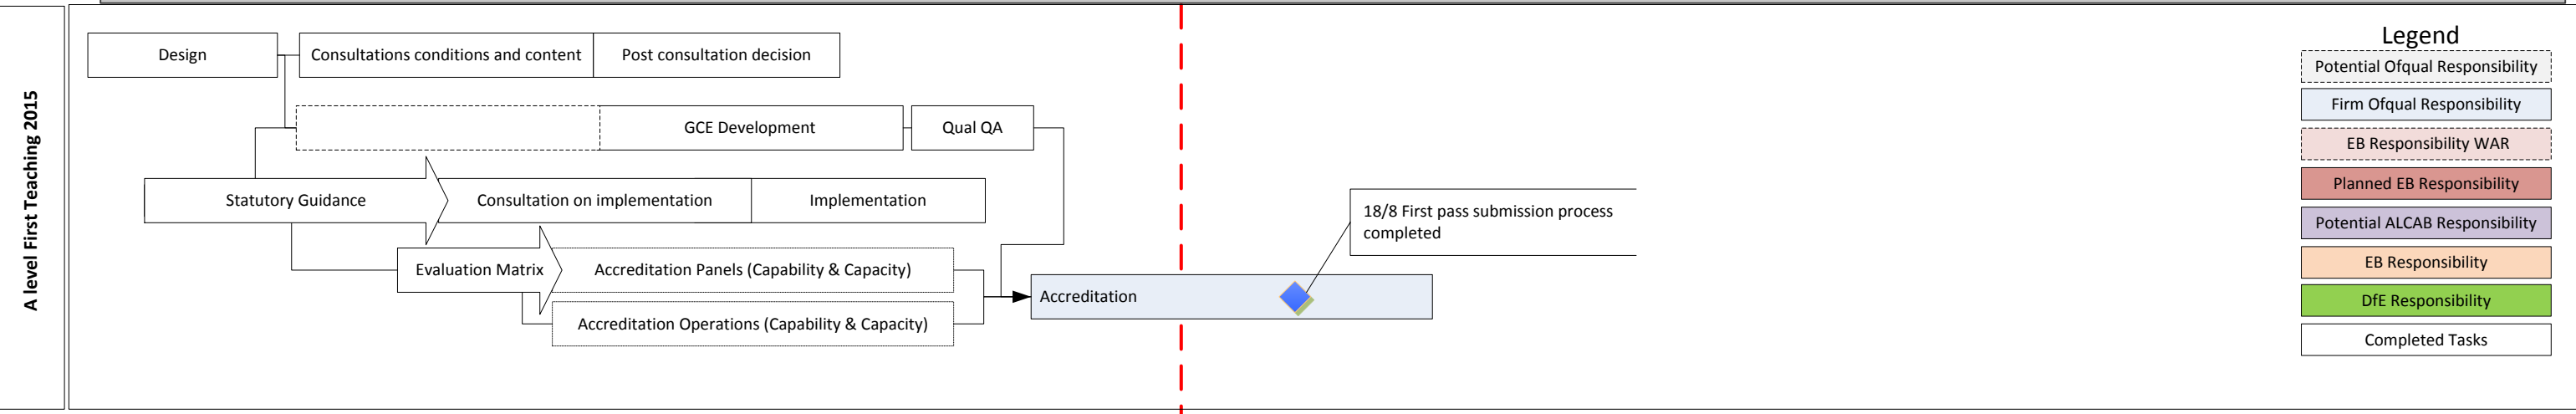 A level First Teaching 2015
Design
Consultations conditions and content
Post consultation decision
GCE Development
Qual QA
Statutory Guidance
Consultation on implementation
Implementation
Evaluation Matrix
Accreditation Panels (Capability & Capacity)
Accreditation Operations (Capability & Capacity)
Accreditation
18/8 First pass submission process
completed
Legend
Potential Ofqual Responsibility
Firm Ofqual Responsibility
EB Responsibility WAR
Planned EB Responsibility
Potential ALCAB Responsibility
EB Responsibility
DfE Responsibility
Completed Tasks